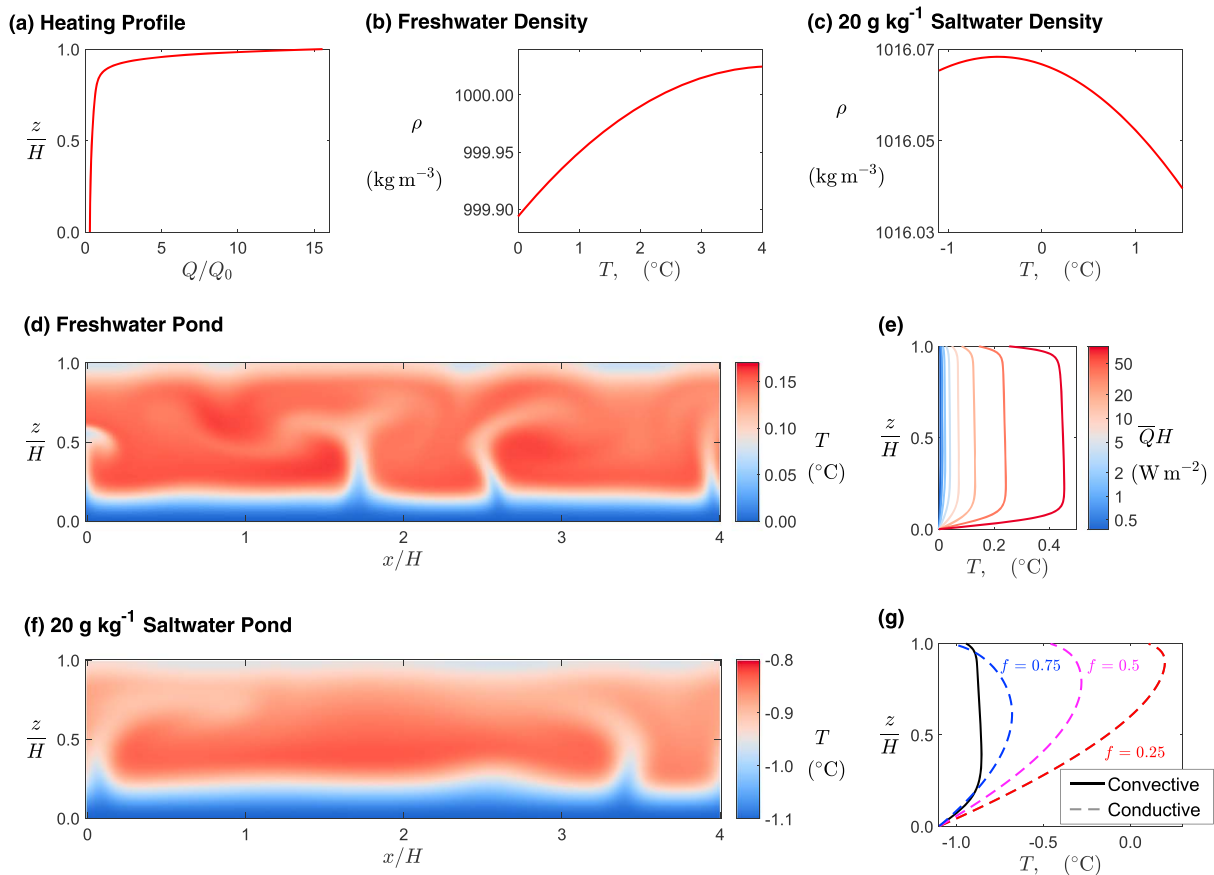 (a) Heating Profile
1.0
0.5
0.0
z/H
0 5 10 15
Q/Q₀
(b) Freshwater Density
1000.00
999.95
999.90
ρ
(kg m⁻³)
0 1 2 3 4
T, (°C)
(c) 20 g kg⁻¹ Saltwater Density
1016.07
1016.05
1016.03
ρ
(kg m⁻³)
-1 0 1
T, (°C)
(d) Freshwater Pond
1.0
0.5
0.0
z/H
0 1 2 3 4
x/H
0.15
0.10
0.05
0.00
T
(°C)
(e)
1.0
0.5
0.0
z/H
0 0.2 0.4
T, (°C)
50
20
10
5
2
1
0.5
Q̅H
(W m⁻²)
(f) 20 g kg⁻¹ Saltwater Pond
1.0
0.5
0.0
z/H
0 1 2 3 4
x/H
-0.8
-0.9
-1.0
-1.1
T
(°C)
(g)
1.0
0.5
0.0
z/H
f = 0.75 f = 0.5
f = 0.25
Convective
Conductive
-1.0 -0.5 0.0
T, (°C)